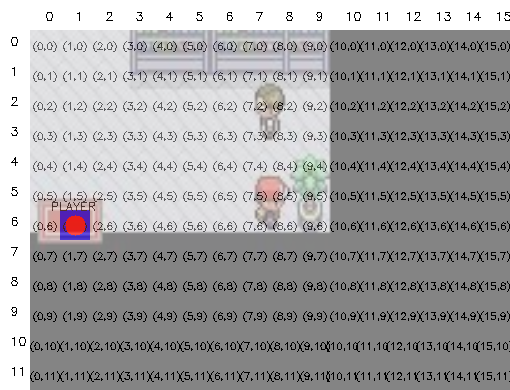 0 1 2 3 4 5 6 7 8 9 10 11 12 13 14 15
0 (0,0) (1,0) (2,0) (3,0) (4,0) (5,0) (6,0) (7,0) (8,0) (9,0) (10,0)(11,0)(12,0)(13,0)(14,0)(15,0)
1 (0,1) (1,1) (2,1) (3,1) (4,1) (5,1) (6,1) (7,1) (8,1) (9,1) (10,1)(11,1)(12,1)(13,1)(14,1)(15,1)
2 (0,2) (1,2) (2,2) (3,2) (4,2) (5,2) (6,2) (7,2) (8,2) (9,2) (10,2)(11,2)(12,2)(13,2)(14,2)(15,2)
3 (0,3) (1,3) (2,3) (3,3) (4,3) (5,3) (6,3) (7,3) (8,3) (9,3) (10,3)(11,3)(12,3)(13,3)(14,3)(15,3)
4 (0,4) (1,4) (2,4) (3,4) (4,4) (5,4) (6,4) (7,4) (8,4) (9,4) (10,4)(11,4)(12,4)(13,4)(14,4)(15,4)
5 (0,5) (1,5) (2,5) (3,5) (4,5) (5,5) (6,5) (7,5) (8,5) (9,5) (10,5)(11,5)(12,5)(13,5)(14,5)(15,5)
PLAYER
6 (0,6) (2,6) (3,6) (4,6) (5,6) (6,6) (7,6) (8,6) (9,6) (10,6)(11,6)(12,6)(13,6)(14,6)(15,6)
7 (0,7) (1,7) (2,7) (3,7) (4,7) (5,7) (6,7) (7,7) (8,7) (9,7) (10,7)(11,7)(12,7)(13,7)(14,7)(15,7)
8 (0,8) (1,8) (2,8) (3,8) (4,8) (5,8) (6,8) (7,8) (8,8) (9,8) (10,8)(11,8)(12,8)(13,8)(14,8)(15,8)
9 (0,9) (1,9) (2,9) (3,9) (4,9) (5,9) (6,9) (7,9) (8,9) (9,9) (10,9)(11,9)(12,9)(13,9)(14,9)(15,9)
10 (0,10)(1,10)(2,10)(3,10)(4,10)(5,10)(6,10)(7,10)(8,10)(9,10)(10,10)(11,10)(12,10)(13,10)(14,10)(15,10)
11 (0,11)(1,11)(2,11)(3,11)(4,11)(5,11)(6,11)(7,11)(8,11)(9,11)(10,11)(11,11)(12,11)(13,11)(14,11)(15,11)